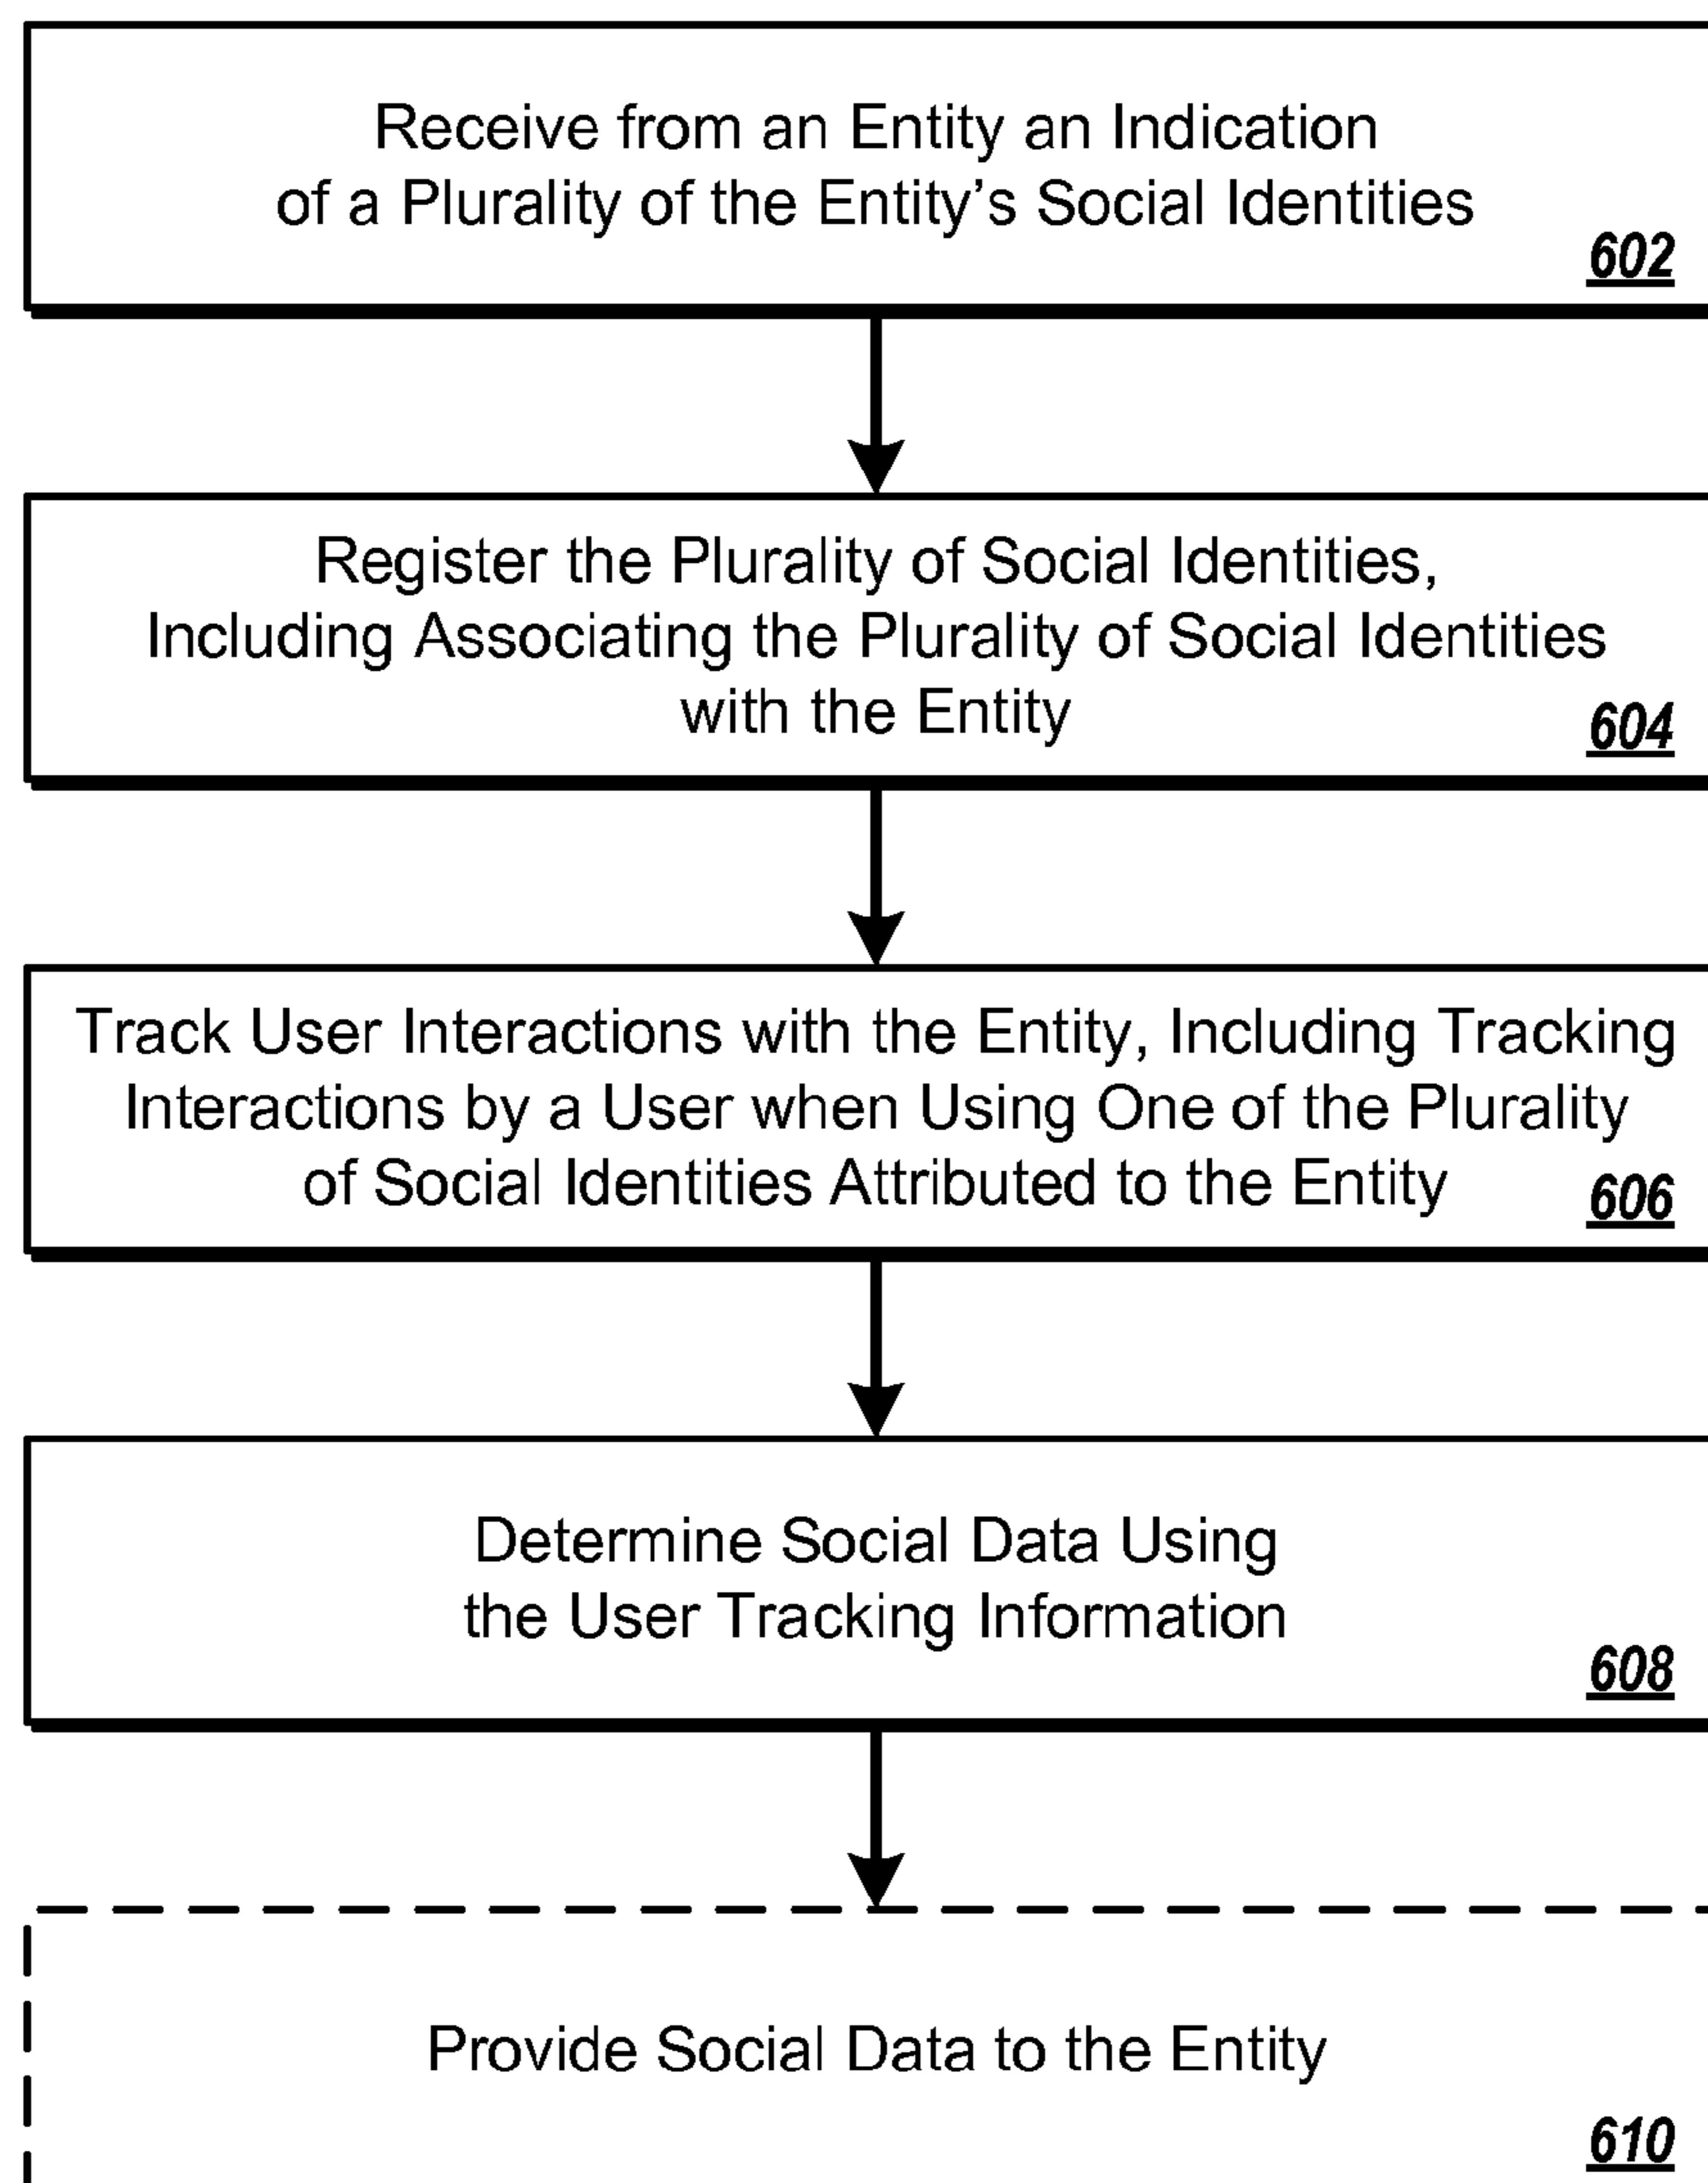 Receive from an Entity an Indication
of a Plurality of the Entity's Social Identities
602
Register the Plurality of Social Identities,
Including Associating the Plurality of Social Identities
with the Entity
604
Track User Interactions with the Entity, Including Tracking
Interactions by a User when Using One of the Plurality
of Social Identities Attributed to the Entity
606
Determine Social Data Using
the User Tracking Information
608
Provide Social Data to the Entity
610